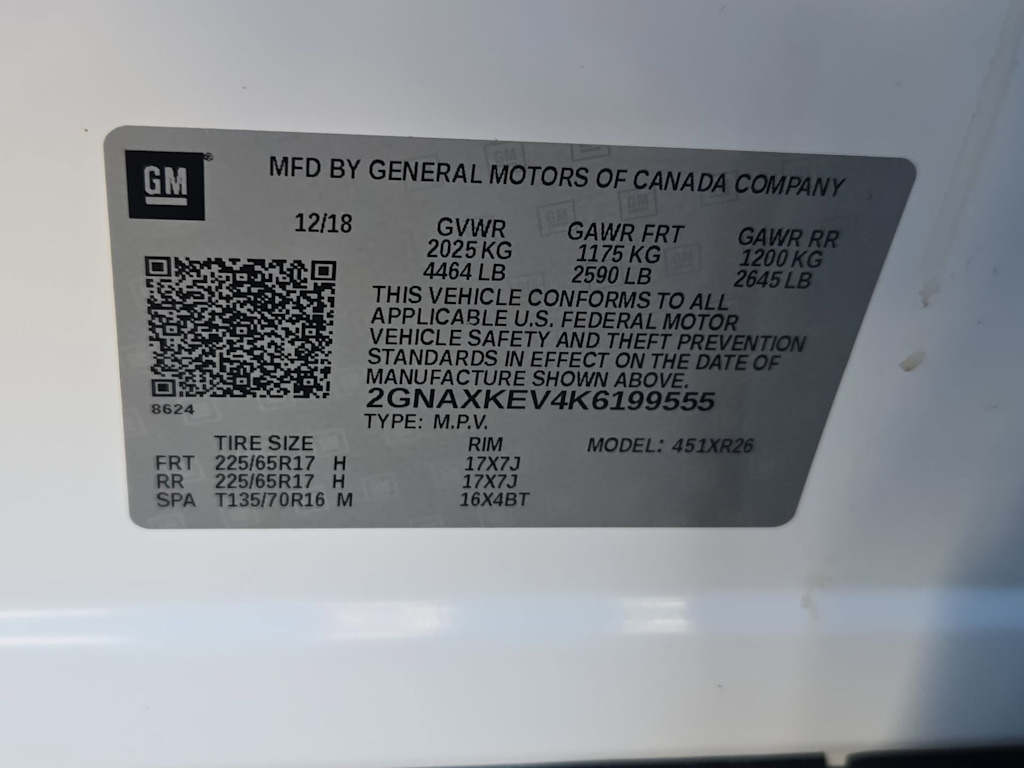 GM
MFD BY GENERAL MOTORS OF CANADA COMPANY
12/18 GVWR GAWR FRT GAWR RR
2025 KG 1175 KG 1200 KG
4464 LB 2590 LB 2645 LB
THIS VEHICLE CONFORMS TO ALL
APPLICABLE U.S. FEDERAL MOTOR
VEHICLE SAFETY AND THEFT PREVENTION
STANDARDS IN EFFECT ON THE DATE OF
MANUFACTURE SHOWN ABOVE.
2GNAXKEV4K6199555
8624
TYPE: M.P.V.
TIRE SIZE RIM MODEL: 451XR26
FRT 225/65R17 H 17X7J
RR 225/65R17 H 17X7J
SPA T135/70R16 M 16X4BT